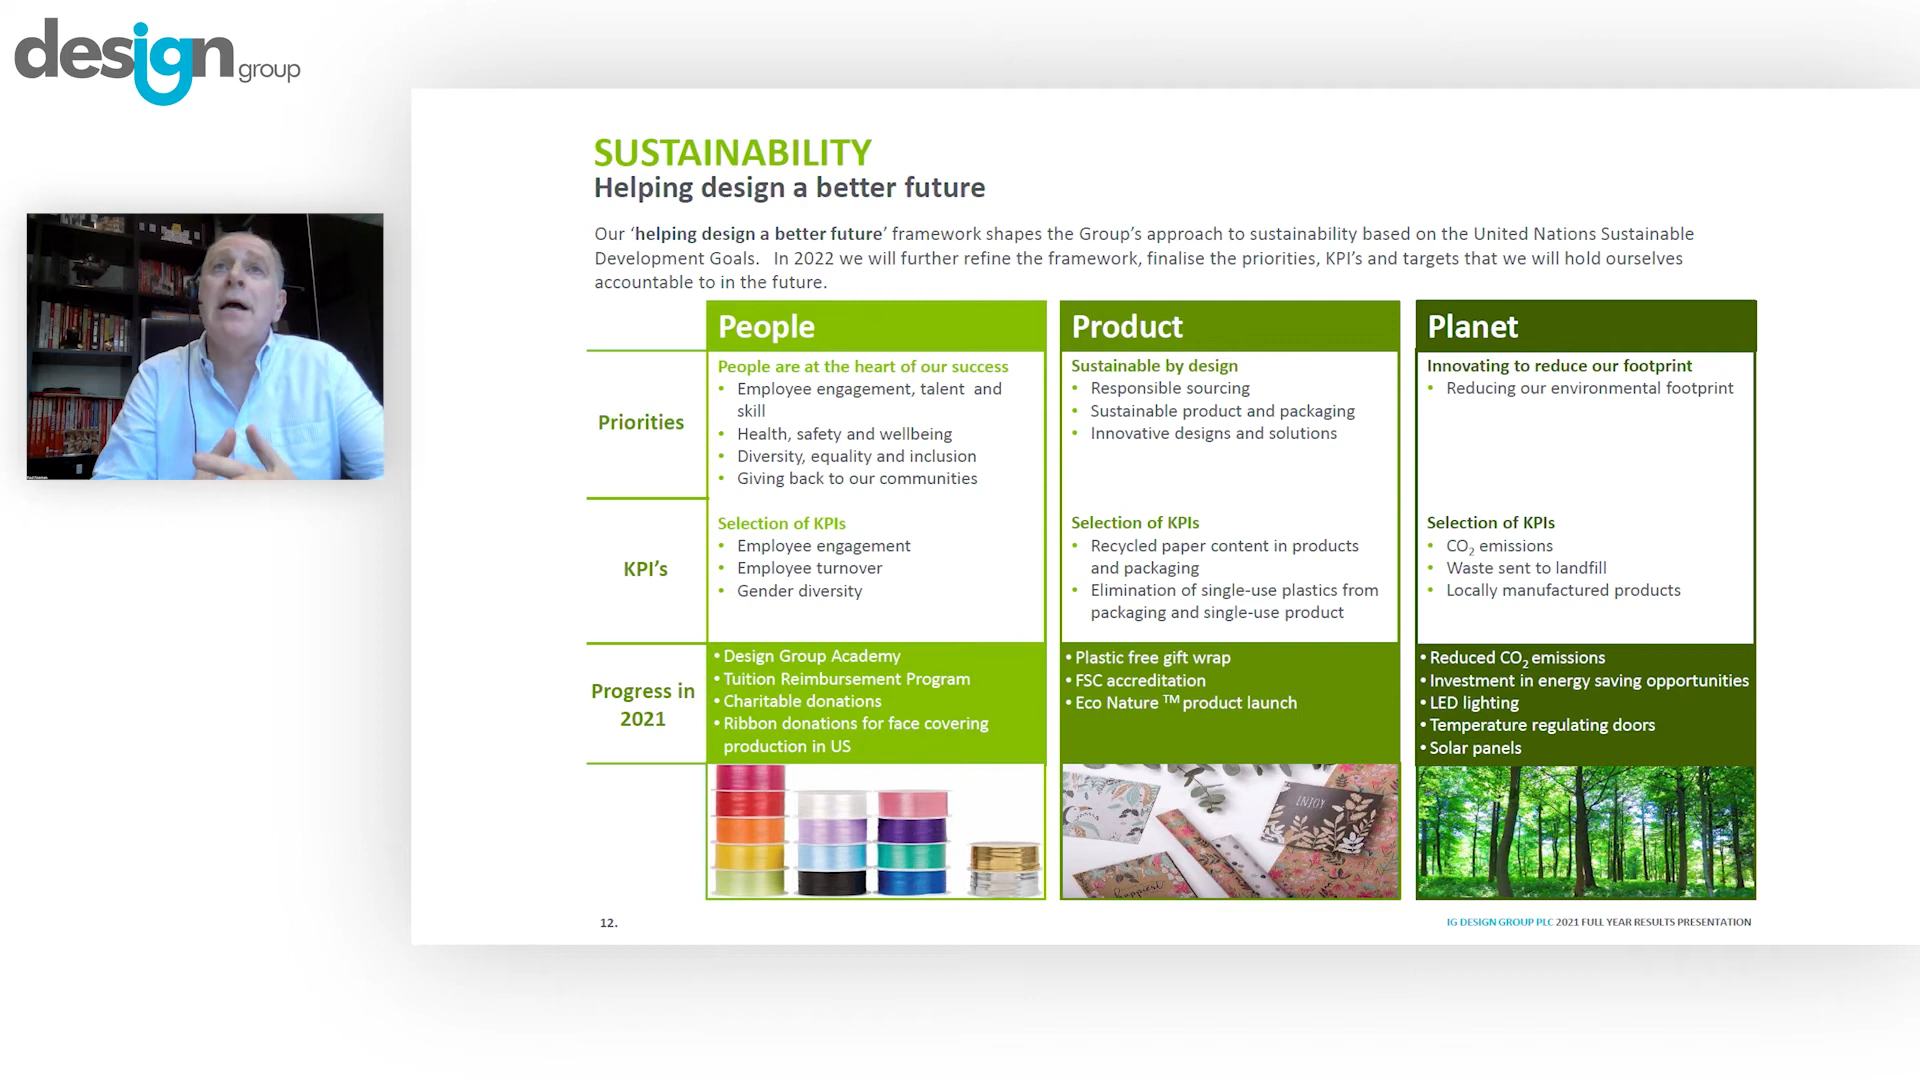 design group
SUSTAINABILITY
Helping design a better future
Our ‘helping design a better future’ framework shapes the Group’s approach to sustainability based on the United Nations Sustainable
Development Goals. In 2022 we will further refine the framework, finalise the priorities, KPI’s and targets that we will hold ourselves
accountable to in the future.
People
Product
Planet
Priorities
People are at the heart of our success
• Employee engagement, talent and
skill
• Health, safety and wellbeing
• Diversity, equality and inclusion
• Giving back to our communities
Sustainable by design
• Responsible sourcing
• Sustainable product and packaging
• Innovative designs and solutions
Innovating to reduce our footprint
• Reducing our environmental footprint
KPI’s
Selection of KPIs
• Employee engagement
• Employee turnover
• Gender diversity
Selection of KPIs
• Recycled paper content in products
and packaging
• Elimination of single-use plastics from
packaging and single-use product
Selection of KPIs
• CO₂ emissions
• Waste sent to landfill
• Locally manufactured products
Progress in
2021
• Design Group Academy
• Tuition Reimbursement Program
• Charitable donations
• Ribbon donations for face covering
production in US
• Plastic free gift wrap
• FSC accreditation
• Eco Nature ™ product launch
• Reduced CO₂ emissions
• Investment in energy saving opportunities
• LED lighting
• Temperature regulating doors
• Solar panels
ENJOY
happiest
12.
IG DESIGN GROUP PLC 2021 FULL YEAR RESULTS PRESENTATION